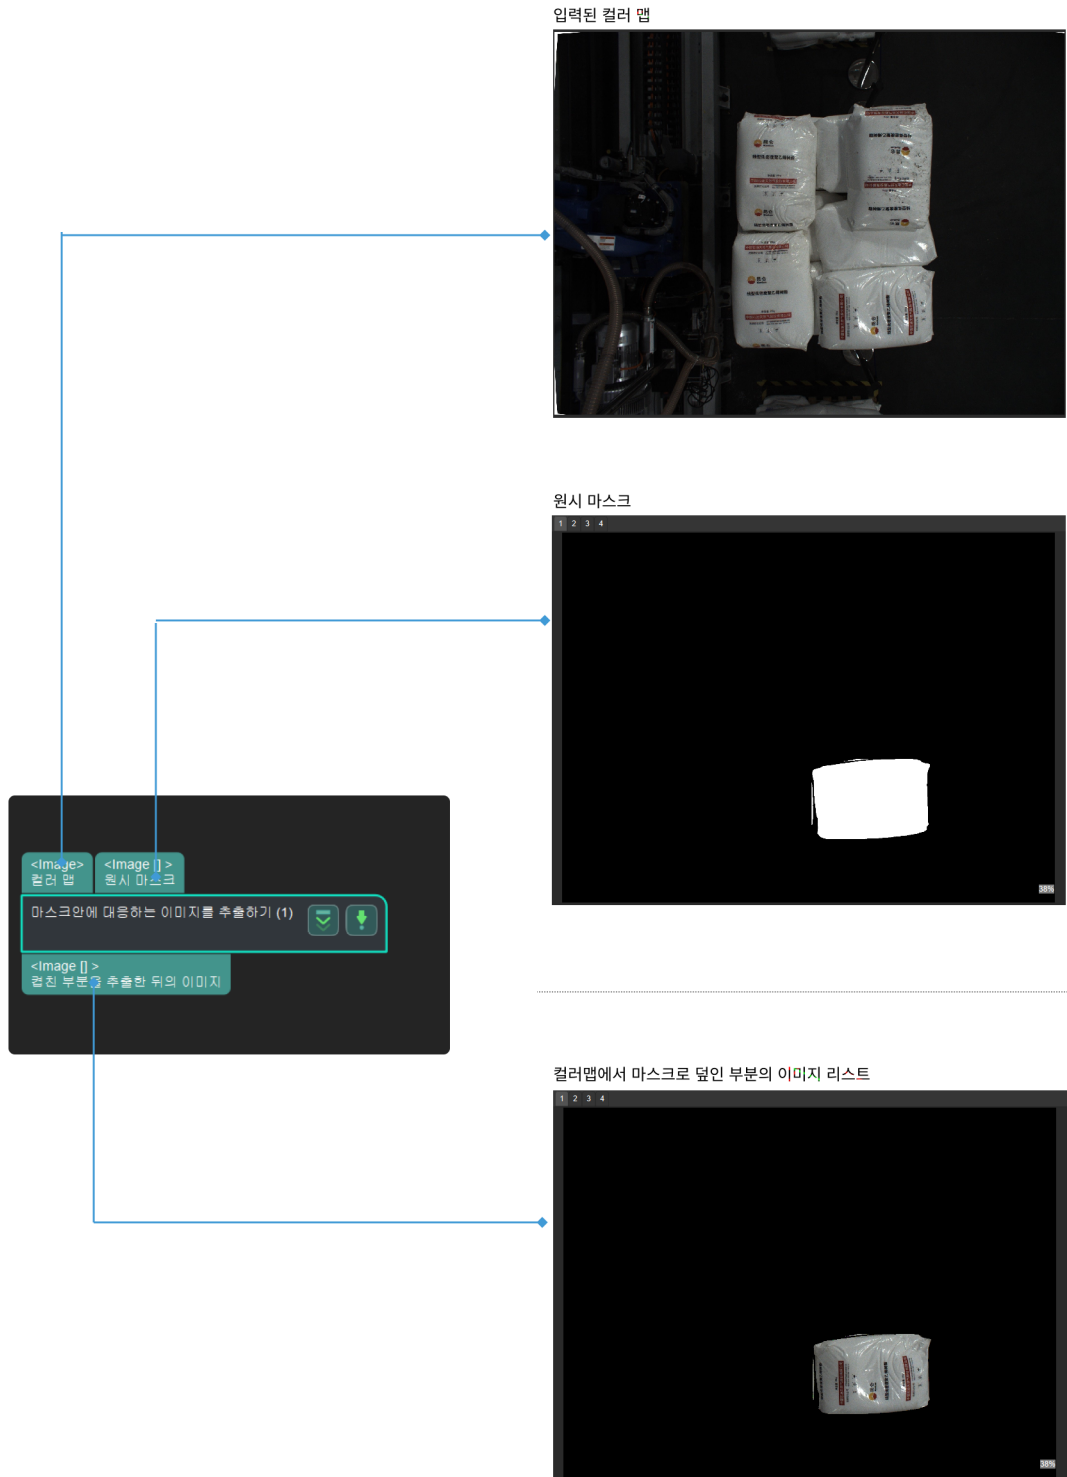 입력된 컬러 맵
원시 마스크
1 2 3 4
38%
<Image>
컬러 맵
<Image [] >
원시 마스크
마스크안에 대응하는 이미지를 추출하기 (1)
<Image [] >
겹친 부분을 추출한 뒤의 이미지
컬러맵에서 마스크로 덮인 부분의 이미지 리스트
1 2 3 4
38%